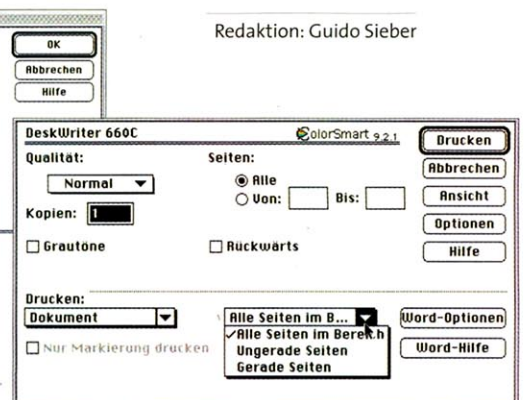 Redaktion: Guido Sieber
OK
Abbrechen
Hilfe
DeskWriter 660C
ColorSmart 9.2.1
Drucken
Qualität:
Seiten:
Abbrechen
Normal
Alle
Ansicht
Von:
Bis:
Kopien: 1
Optionen
Grautöne
Rückwärts
Hilfe
Drucken:
Dokument
Alle Seiten im B...
Word-Optionen
Alle Seiten im Bereich
Nur Markierung drucken
Ungerade Seiten
Word-Hilfe
Gerade Seiten